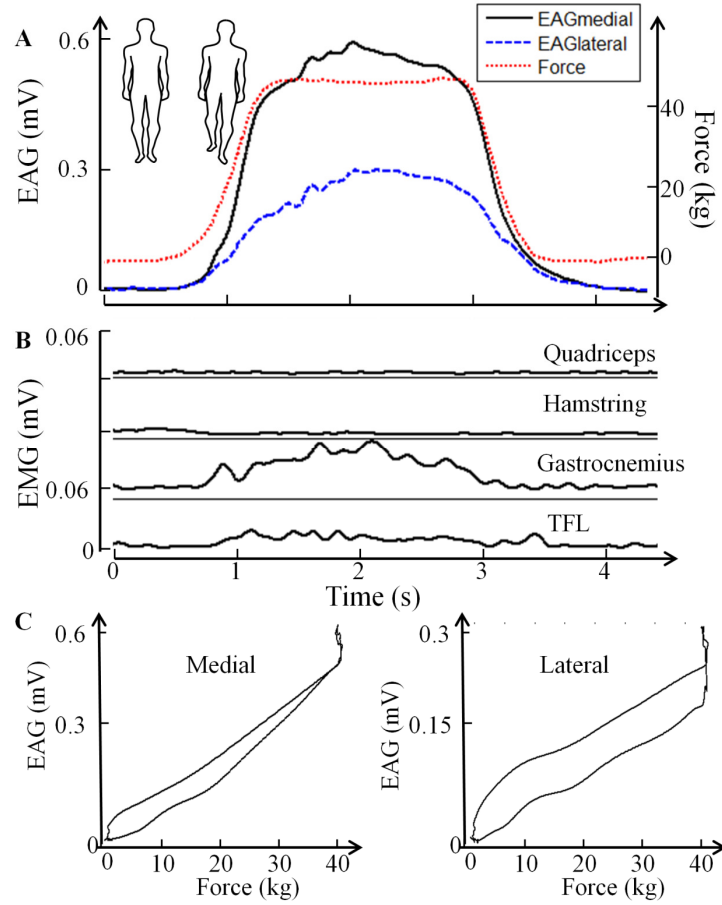 A
EAGmedial
EAGlateral
Force
0.6
0.3
0
EAG (mV)
40
20
0
Force (kg)
B
0.06
Quadriceps
Hamstring
Gastrocnemius
0.06
TFL
0
EMG (mV)
0 1 2 3 4
Time (s)
C
0.6
0.3
0
EAG (mV)
Medial
0 10 20 30 40
Force (kg)
0.3
0.15
0
EAG (mV)
Lateral
0 10 20 30 40
Force (kg)